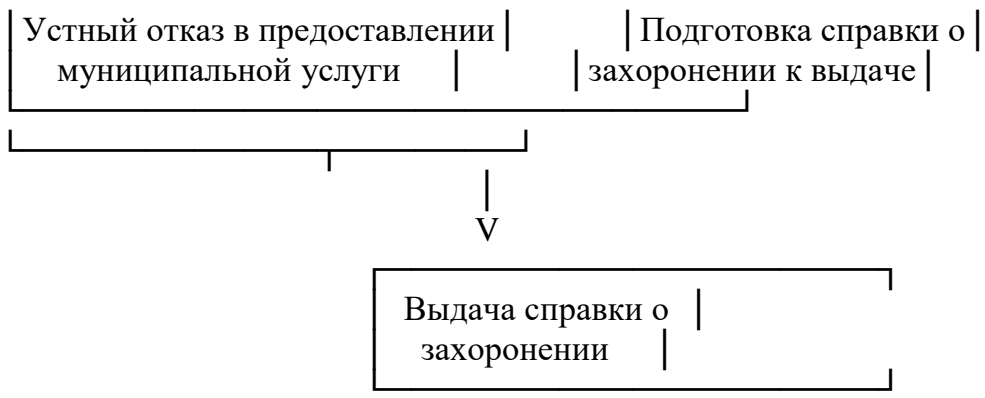 Устный отказ в предоставлении Подготовка справки о
муниципальной услуги захоронении к выдаче
V
Выдача справки о
захоронении